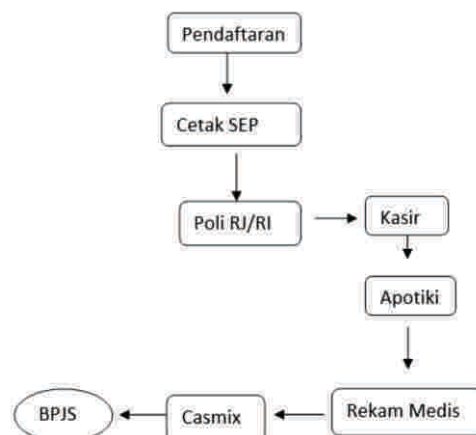 Pendaftaran
Cetak SEP
Poli RJ/RI
Kasir
Apotiki
Rekam Medis
Casmix
BPJS